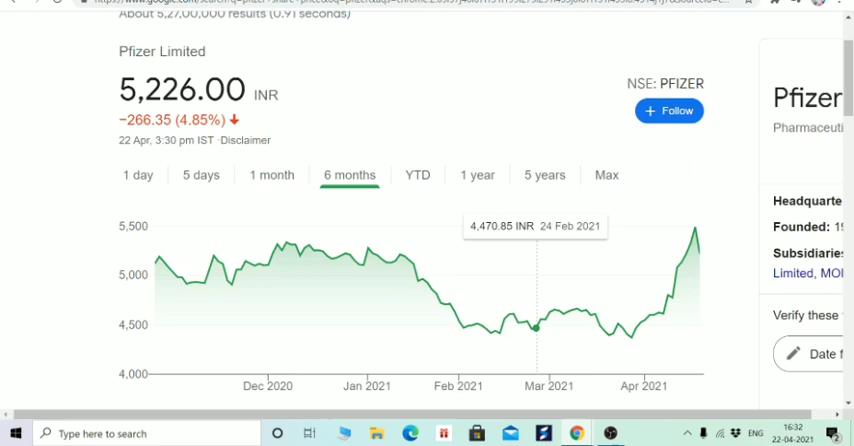 About 5,27,00,000 results (0.91 seconds)
Pfizer Limited
5,226.00 INR
−266.35 (4.85%)
22 Apr, 3:30 pm IST · Disclaimer
NSE: PFIZER
+ Follow
1 day 5 days 1 month 6 months YTD 1 year 5 years Max
4,470.85 INR 24 Feb 2021
5,500
5,000
4,500
4,000
Dec 2020 Jan 2021 Feb 2021 Mar 2021 Apr 2021
Pfizer
Pharmaceuti
Headquarte
Founded: 1
Subsidiaries
Limited, MO
Verify these
Date f
Type here to search
ENG
16:32
22-04-2021
2